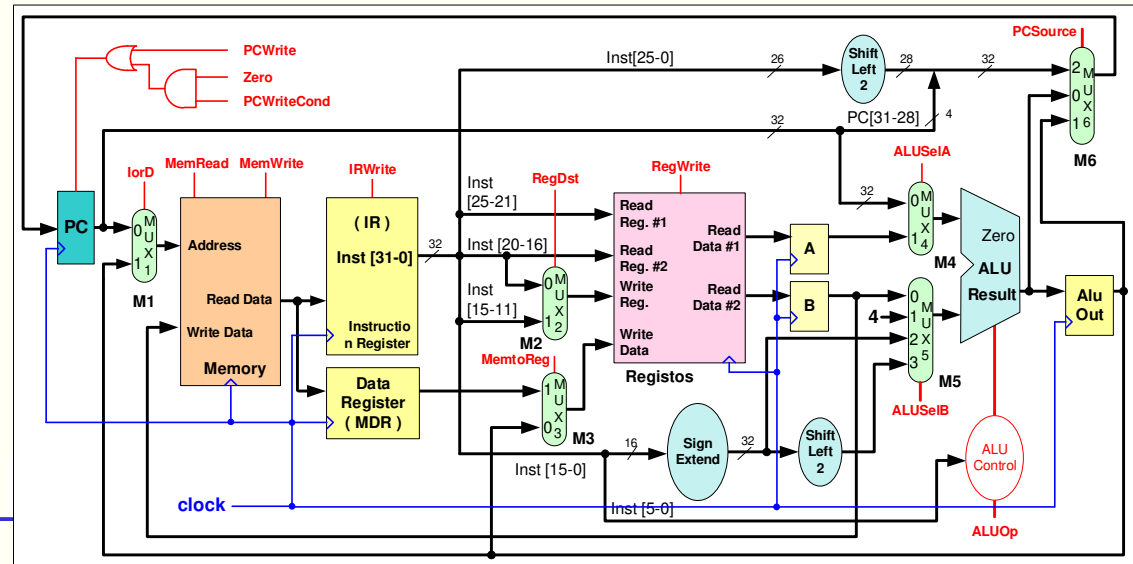 PCSource
PCWrite
Zero
PCWriteCond
Inst[25-0]
26
Shift
Left
2
28
32
2
0
1
M
U
X
6
M6
32
PC[31-28]
4
IorD
MemRead
MemWrite
IRWrite
RegDst
RegWrite
ALUSelA
PC
0
1
M
U
X
1
M1
Address
Read Data
Write Data
Memory
( IR )
Inst [31-0]
Instructio
n Register
32
Data
Register
( MDR )
Inst
[25-21]
Inst [20-16]
Inst
[15-11]
0
1
M
U
X
2
M2
MemtoReg
1
0
M
U
X
3
M3
Read
Reg. #1
Read
Reg. #2
Write
Reg.
Write
Data
Read
Data #1
Read
Data #2
Registos
A
B
32
0
1
M
U
X
4
M4
4
0
1
2
3
M
U
X
5
M5
ALUSelB
Zero
ALU
Result
Alu
Out
Inst [15-0]
16
Sign
Extend
32
Shift
Left
2
ALU
Control
ALUOp
Inst [5-0]
clock